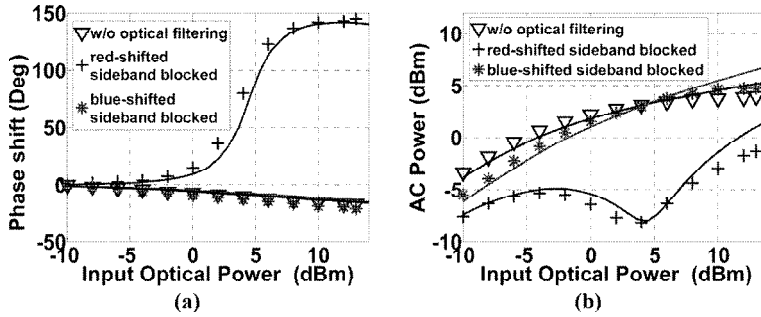 150
100
50
0
-50
Phase shift (Deg)
w/o optical filtering
red-shifted
sideband blocked
blue-shifted
sideband blocked
-10
-5
0
5
10
Input Optical Power (dBm)
(a)
10
5
0
-5
-10
AC Power (dBm)
w/o optical filtering
red-shifted sideband blocked
blue-shifted sideband blocked
-10
-5
0
5
10
Input Optical Power (dBm)
(b)